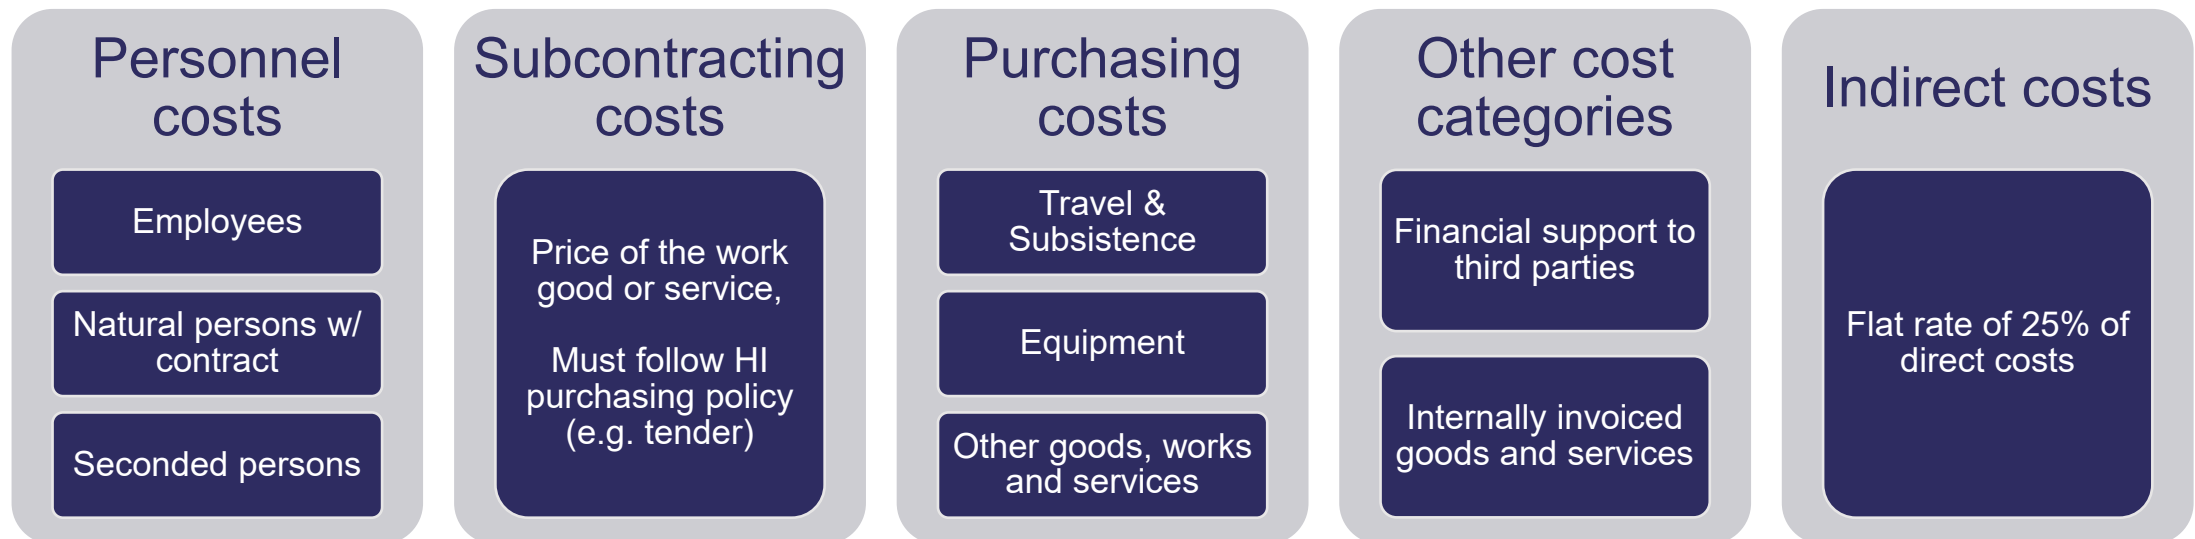 Personnel
costs
Employees
Natural persons w/
contract
Seconded persons
Subcontracting
costs
Price of the work
good or service,
Must follow HI
purchasing policy
(e.g. tender)
Purchasing
costs
Travel &
Subsistence
Equipment
Other goods, works
and services
Other cost
categories
Financial support to
third parties
Internally invoiced
goods and services
Indirect costs
Flat rate of 25% of
direct costs